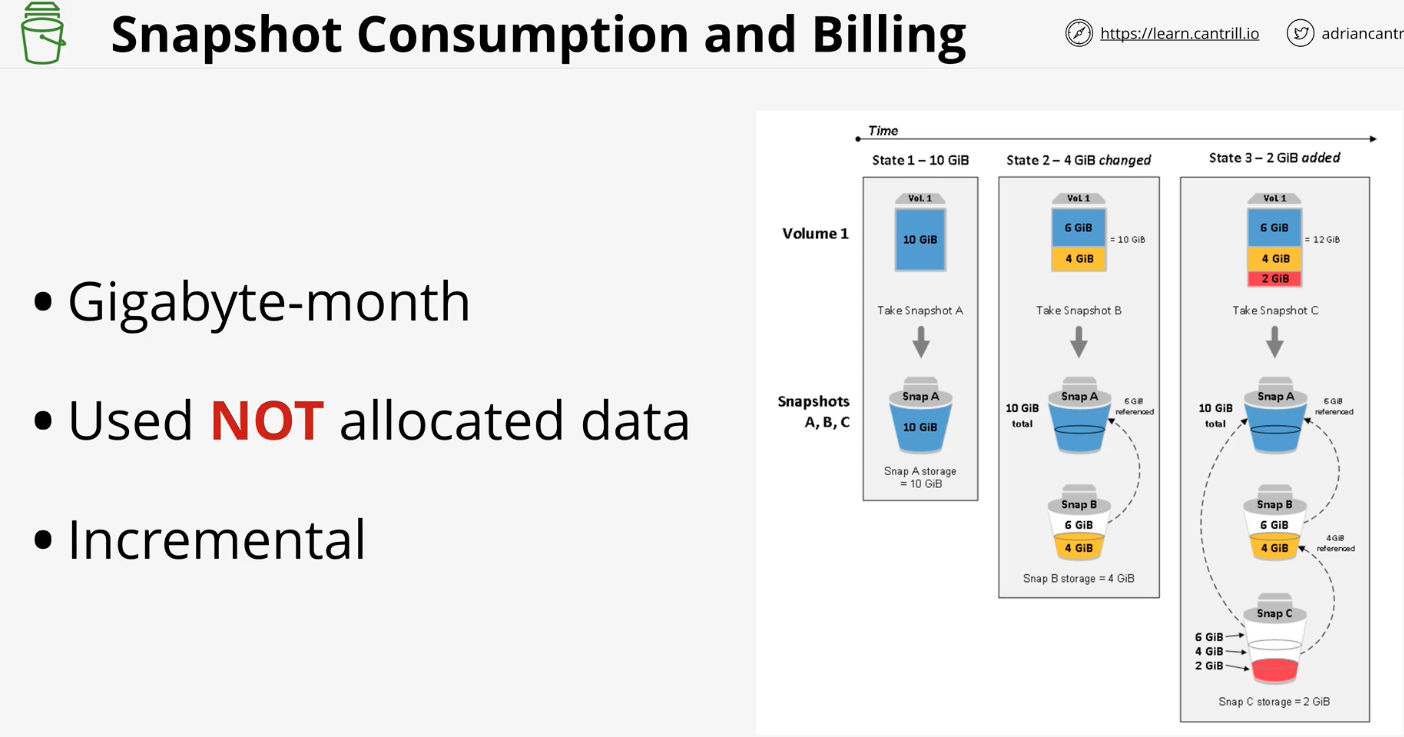 Snapshot Consumption and Billing
https://learn.cantrill.io
adriancantr
• Gigabyte-month
• Used NOT allocated data
• Incremental
Time
State 1 – 10 GiB
State 2 – 4 GiB changed
State 3 – 2 GiB added
Volume 1
Vol. 1
10 GiB
Vol. 1
6 GiB
4 GiB
= 10 GiB
Vol. 1
6 GiB
4 GiB
2 GiB
= 12 GiB
Take Snapshot A
Take Snapshot B
Take Snapshot C
Snapshots
A, B, C
Snap A
10 GiB
Snap A storage
= 10 GiB
10 GiB
total
Snap A
6 GiB
referenced
Snap B
6 GiB
4 GiB
Snap B storage = 4 GiB
10 GiB
total
Snap A
6 GiB
referenced
Snap B
6 GiB
4 GiB
4 GiB
referenced
Snap C
6 GiB
4 GiB
2 GiB
Snap C storage = 2 GiB